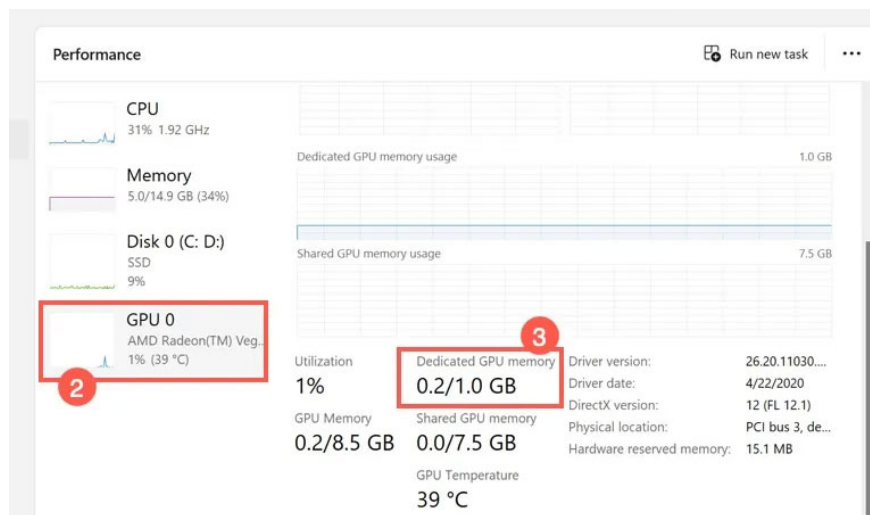 Performance
Run new task
CPU
31% 1.92 GHz
Memory
5.0/14.9 GB (34%)
Disk 0 (C: D:)
SSD
9%
GPU 0
AMD Radeon(TM) Veg...
1% (39 °C)
2
Dedicated GPU memory usage 1.0 GB
Shared GPU memory usage 7.5 GB
3
Utilization
1%
Dedicated GPU memory
0.2/1.0 GB
GPU Memory
0.2/8.5 GB
Shared GPU memory
0.0/7.5 GB
GPU Temperature
39 °C
Driver version: 26.20.11030....
Driver date: 4/22/2020
DirectX version: 12 (FL 12.1)
Physical location: PCI bus 3, de...
Hardware reserved memory: 15.1 MB